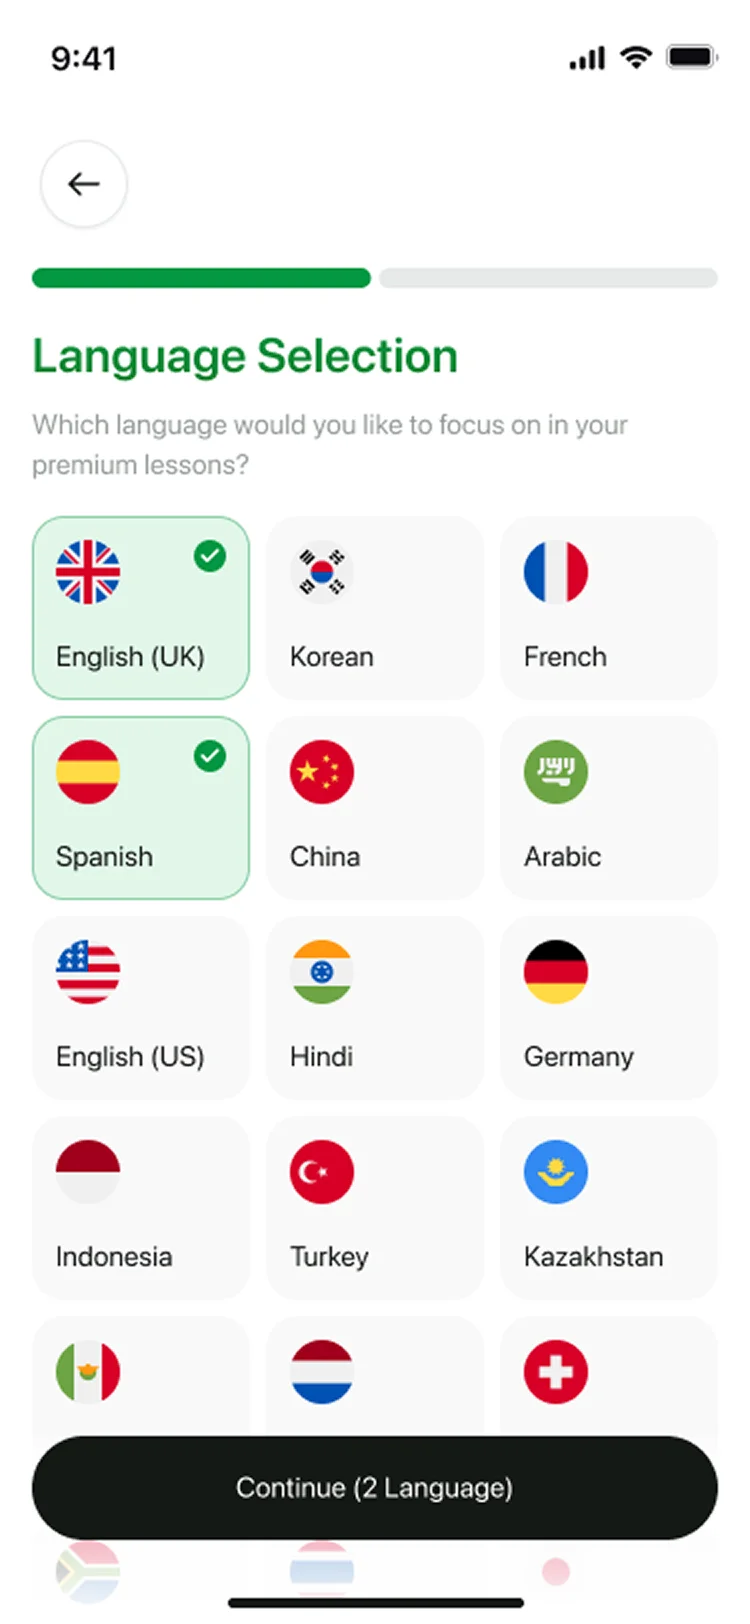 9:41
Language Selection
Which language would you like to focus on in your
premium lessons?
English (UK)
Korean
French
Spanish
China
Arabic
English (US)
Hindi
Germany
Indonesia
Turkey
Kazakhstan
Continue (2 Language)